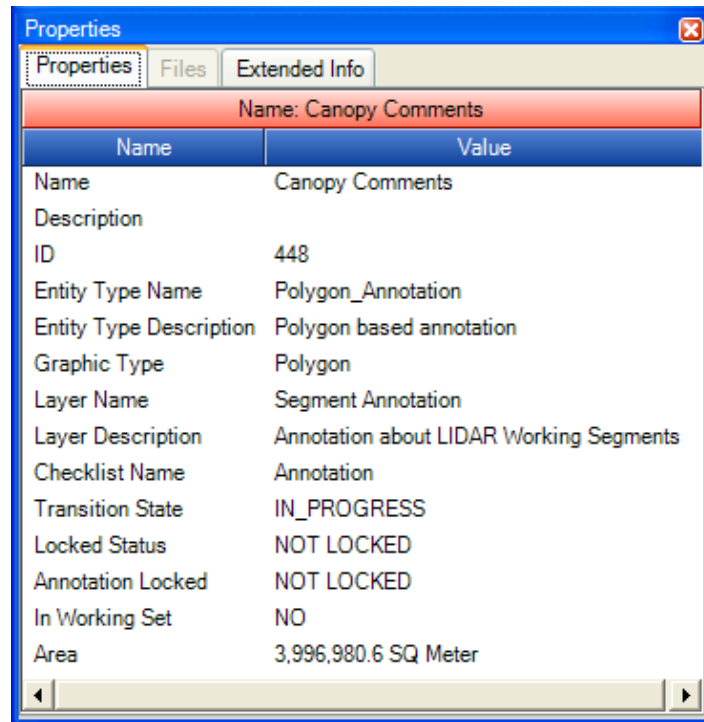 Properties
Properties Files Extended Info
Name: Canopy Comments
Name Value
Name Canopy Comments
Description
ID 448
Entity Type Name Polygon_Annotation
Entity Type Description Polygon based annotation
Graphic Type Polygon
Layer Name Segment Annotation
Layer Description Annotation about LIDAR Working Segments
Checklist Name Annotation
Transition State IN_PROGRESS
Locked Status NOT LOCKED
Annotation Locked NOT LOCKED
In Working Set NO
Area 3,996,980.6 SQ Meter